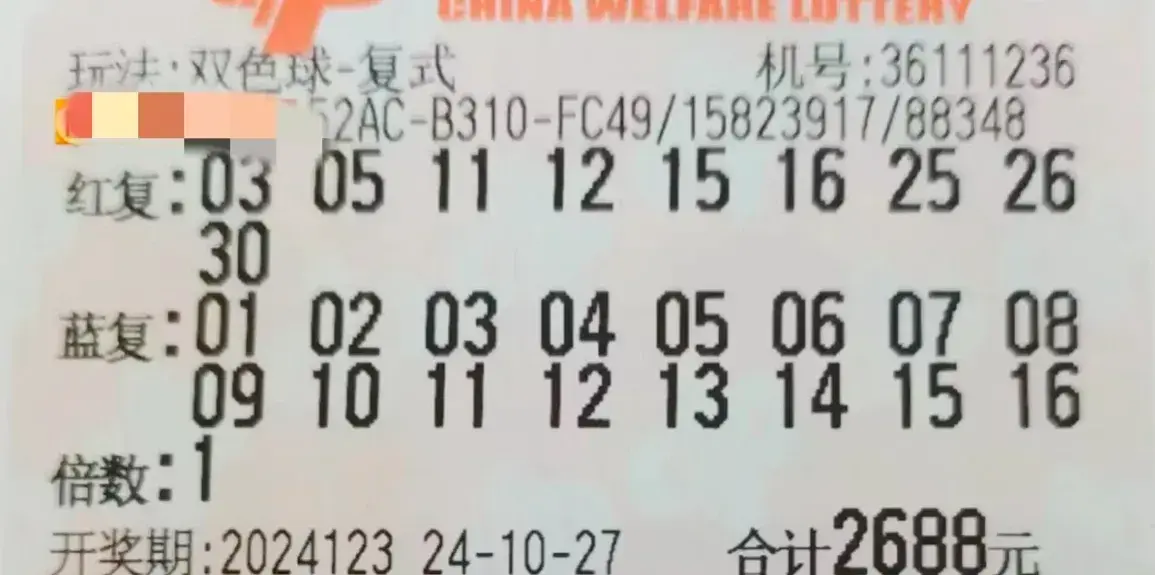 CHINA WELFARE LOTTERY
玩法:双色球-复式 机号:36111236
52AC-B310-FC49/15823917/88348
红复:03 05 11 12 15 16 25 26
30
蓝复:01 02 03 04 05 06 07 08
09 10 11 12 13 14 15 16
倍数:1
开奖期:2024123 24-10-27 合计2688元